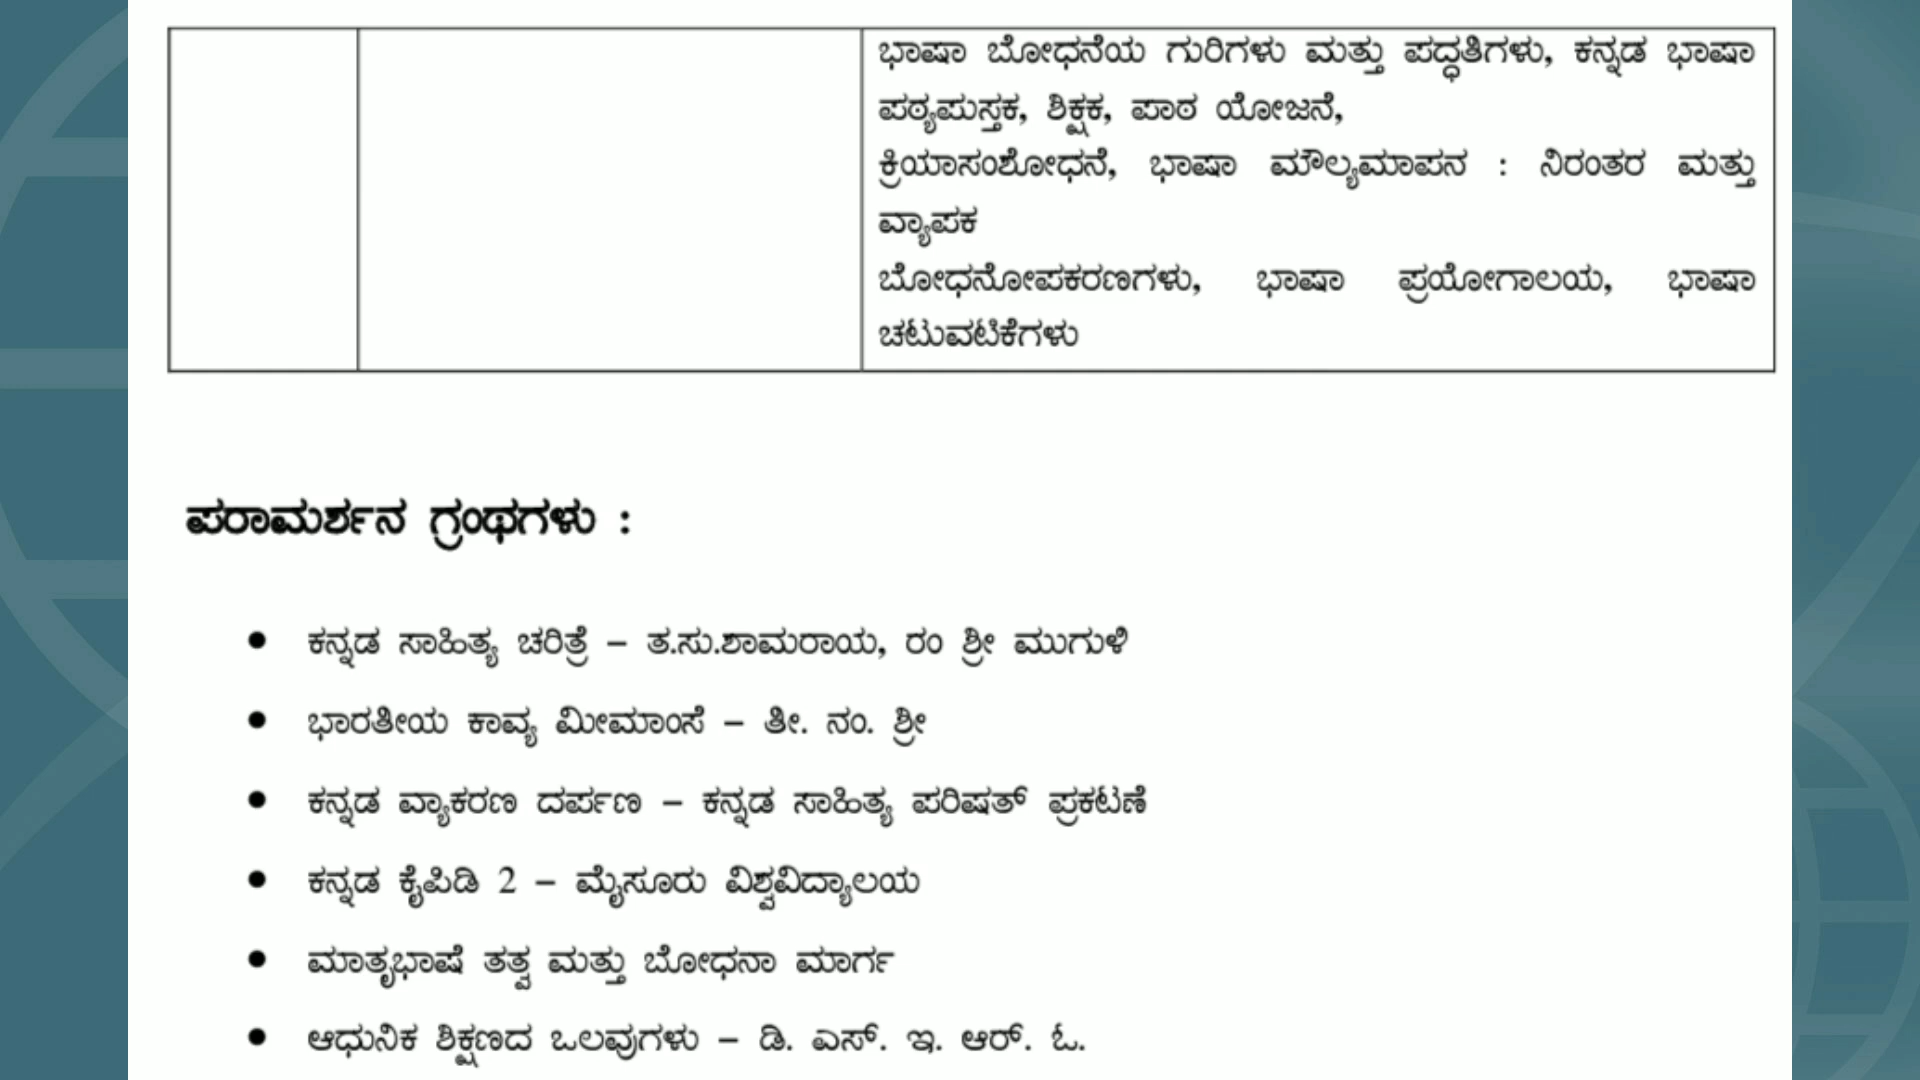 ಭಾಷಾ ಬೋಧನೆಯ ಗುರಿಗಳು ಮತ್ತು ಪದ್ಧತಿಗಳು, ಕನ್ನಡ ಭಾಷಾ
ಪಠ್ಯಪುಸ್ತಕ, ಶಿಕ್ಷಕ, ಪಾಠ ಯೋಜನೆ,
ಕ್ರಿಯಾಸಂಶೋಧನೆ, ಭಾಷಾ ಮೌಲ್ಯಮಾಪನ : ನಿರಂತರ ಮತ್ತು
ವ್ಯಾಪಕ
ಬೋಧನೋಪಕರಣಗಳು, ಭಾಷಾ ಪ್ರಯೋಗಾಲಯ, ಭಾಷಾ
ಚಟುವಟಿಕೆಗಳು
ಪರಾಮರ್ಶನ ಗ್ರಂಥಗಳು :
● ಕನ್ನಡ ಸಾಹಿತ್ಯ ಚರಿತ್ರೆ – ತ.ಸು.ಶಾಮರಾಯ, ರಂ ಶ್ರೀ ಮುಗುಳಿ
● ಭಾರತೀಯ ಕಾವ್ಯ ಮೀಮಾಂಸೆ – ತೀ. ನಂ. ಶ್ರೀ
● ಕನ್ನಡ ವ್ಯಾಕರಣ ದರ್ಪಣ – ಕನ್ನಡ ಸಾಹಿತ್ಯ ಪರಿಷತ್ ಪ್ರಕಟಣೆ
● ಕನ್ನಡ ಕೈಪಿಡಿ 2 – ಮೈಸೂರು ವಿಶ್ವವಿದ್ಯಾಲಯ
● ಮಾತೃಭಾಷೆ ತತ್ವ ಮತ್ತು ಬೋಧನಾ ಮಾರ್ಗ
● ಆಧುನಿಕ ಶಿಕ್ಷಣದ ಒಲವುಗಳು – ಡಿ. ಎಸ್. ಇ. ಆರ್. ಓ.